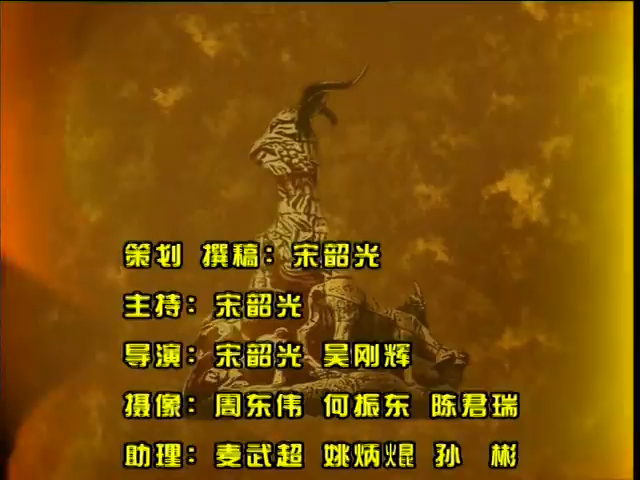 策划 撰稿：宋韶光
主持：宋韶光
导演：宋韶光 吴刚辉
摄像：周东伟 何振东 陈君瑞
助理：麦武超 姚炳焜 孙 彬